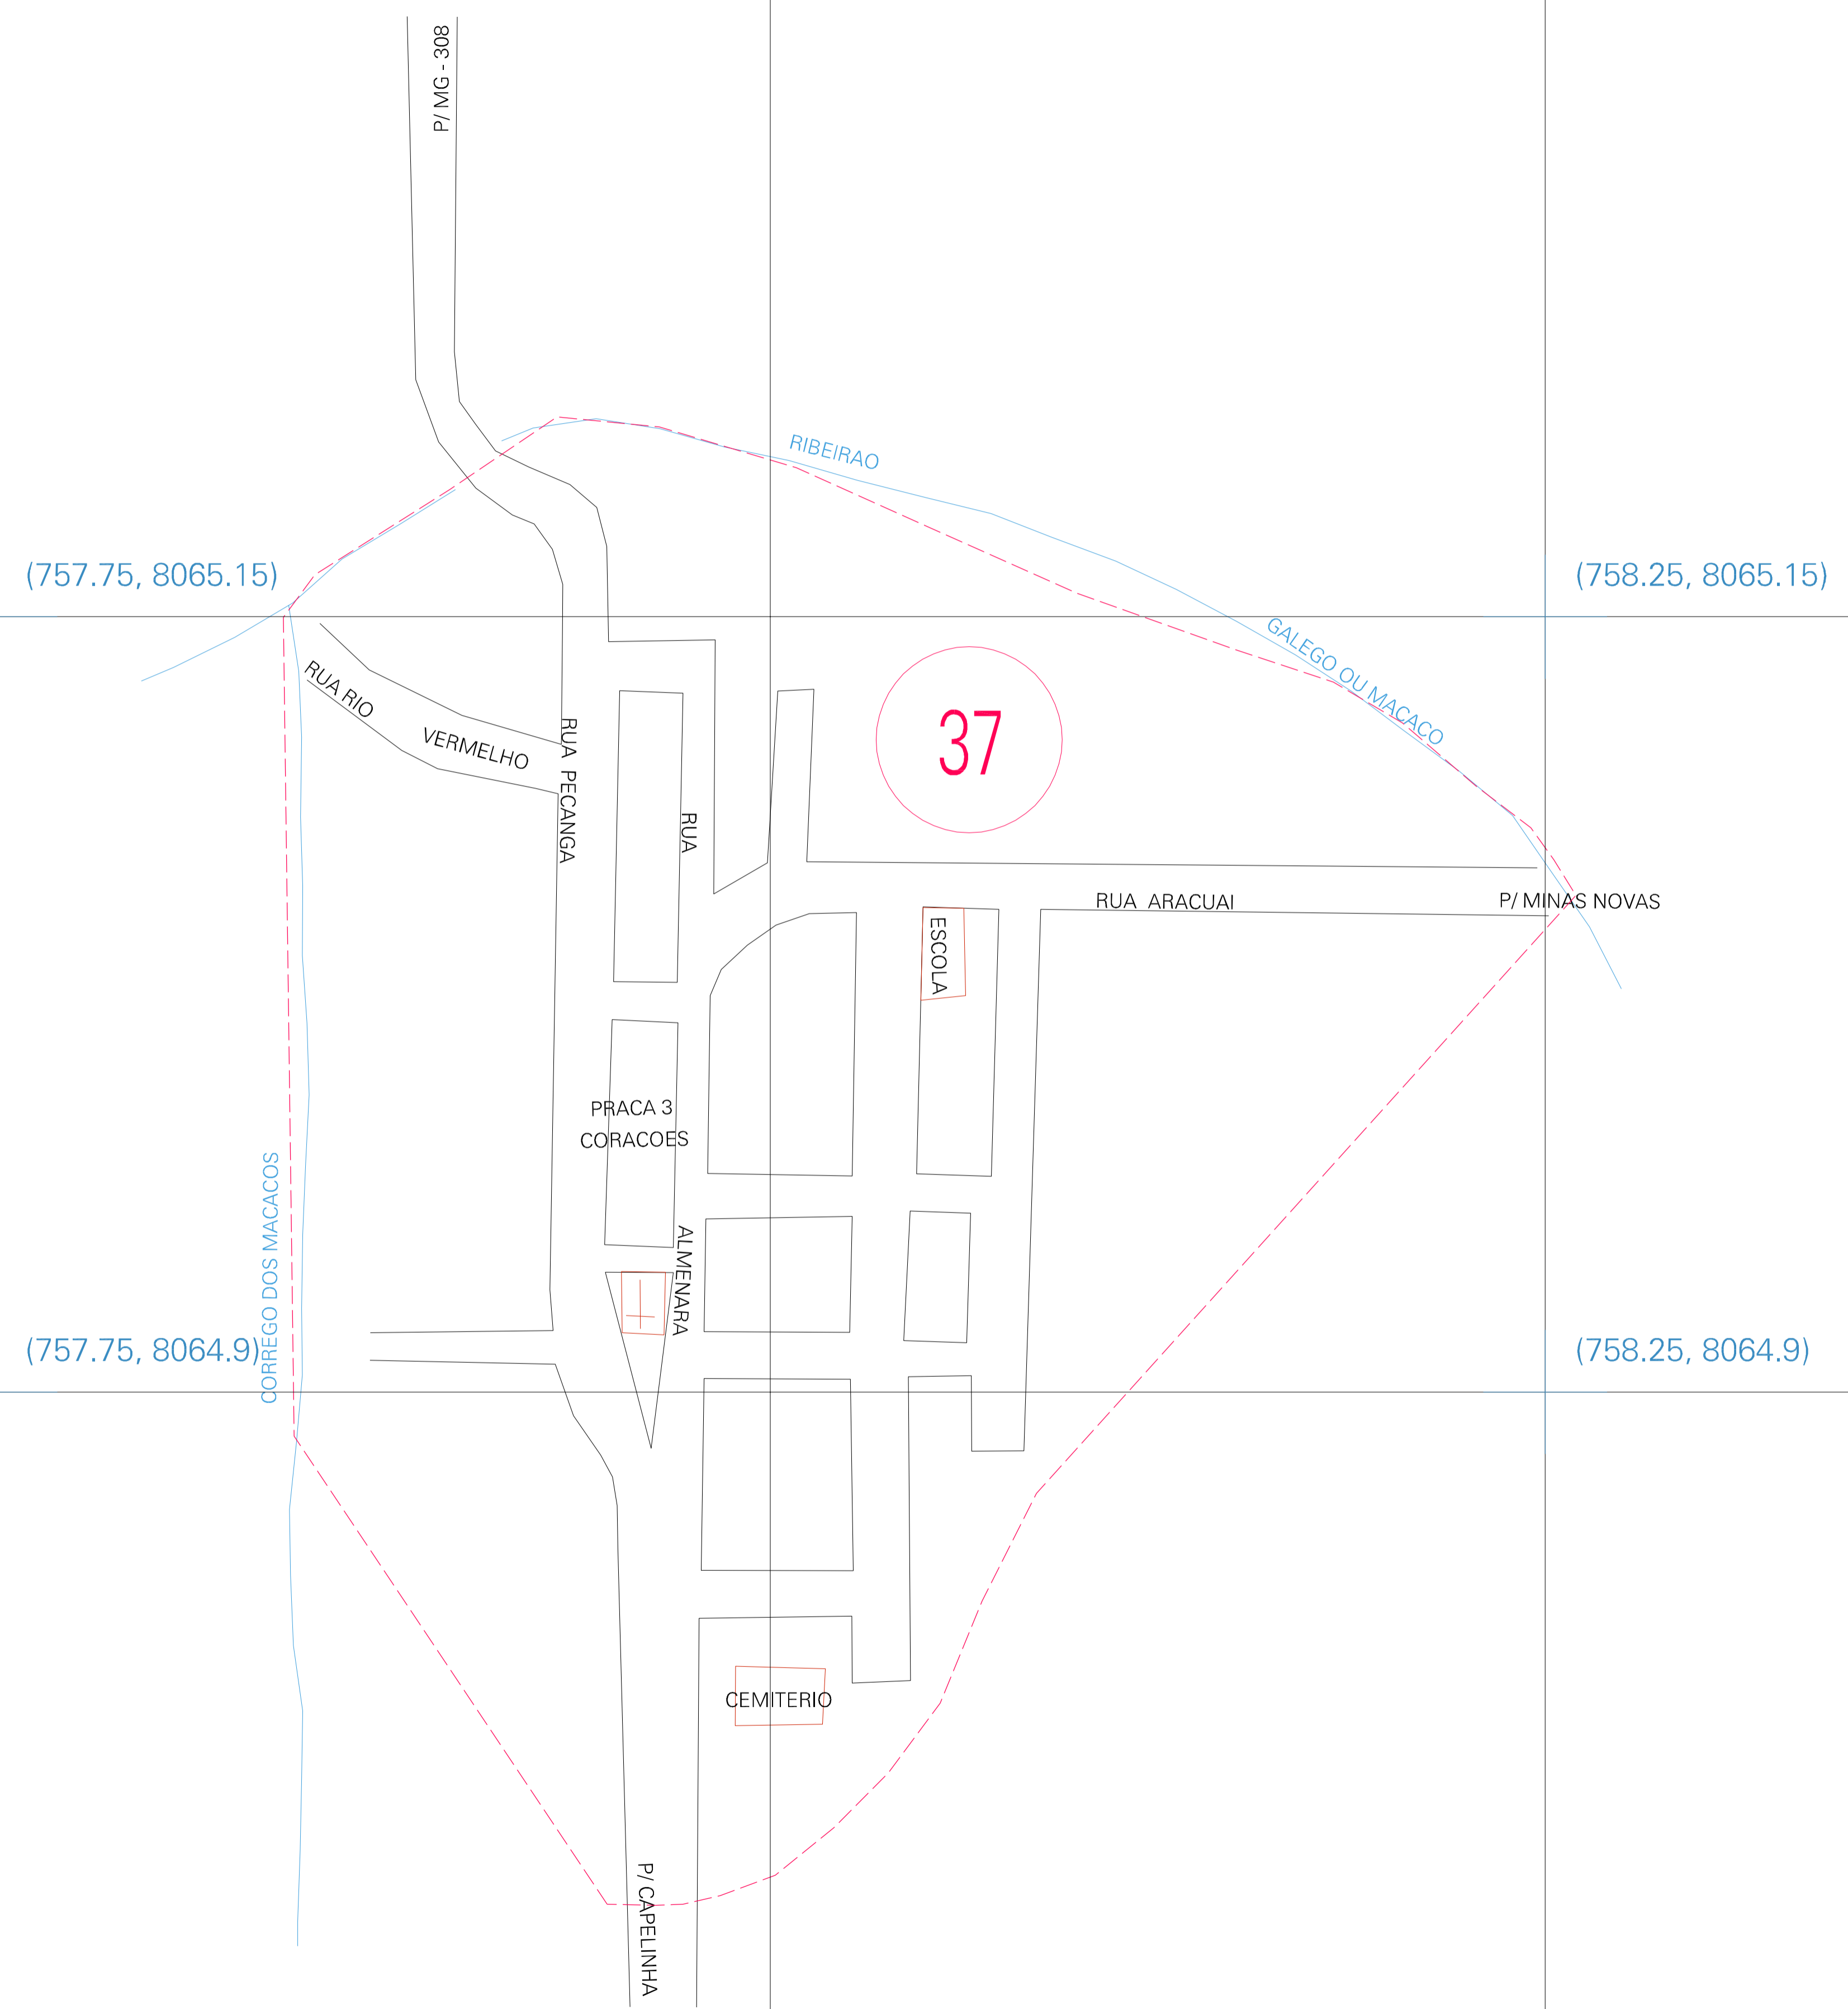 P/ MG - 308
RIBEIRAO
(757.75, 8065.15)
(758.25, 8065.15)
GALEGO OU MACACO
RUA RIO
VERMELHO
RUA PECANGA
37
RUA
RUA ARACUAI
P/ MINAS NOVAS
ESCOLA
PRACA 3
CORACOES
CORREGO DOS MACACOS
ALMENARA
(757.75, 8064.9)
(758.25, 8064.9)
CEMITERIO
P/ CAPELINHA